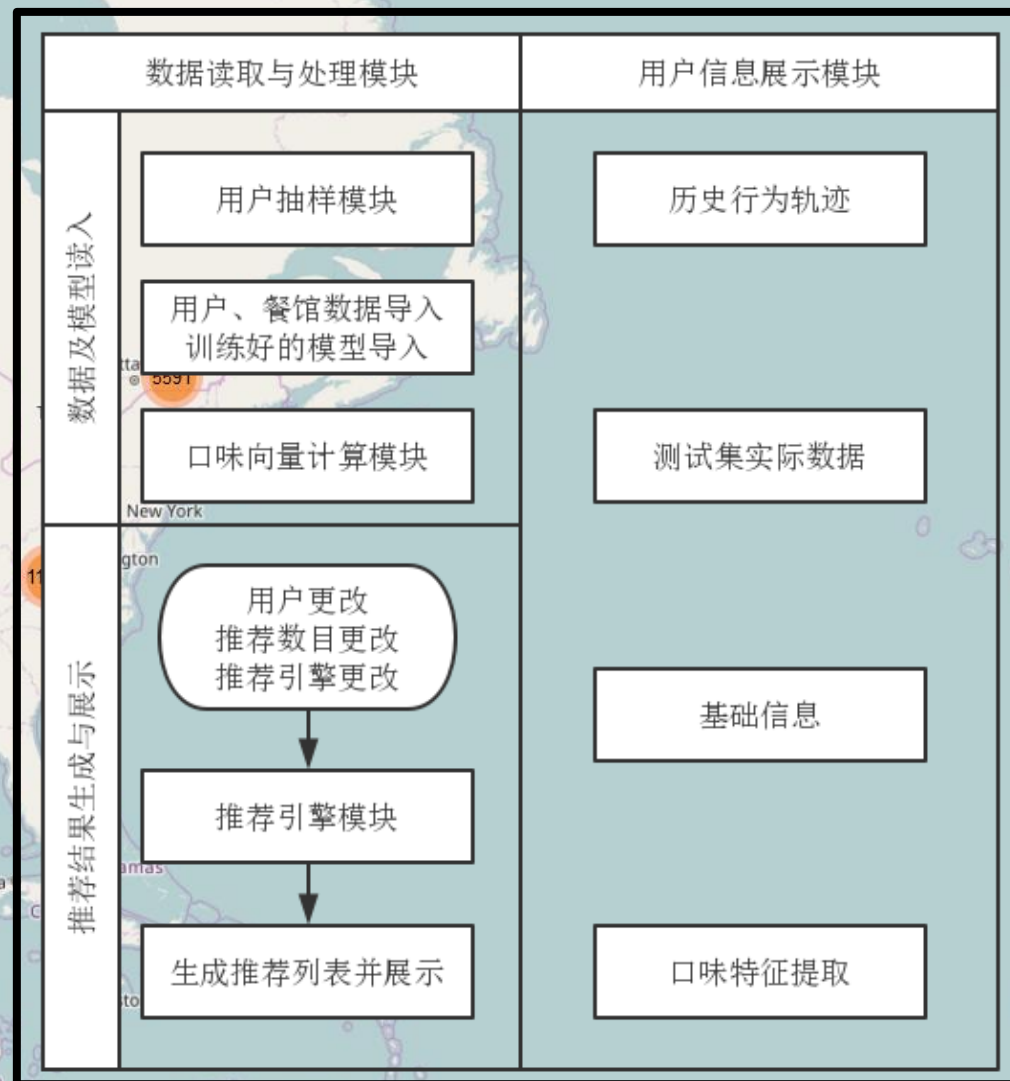 数据读取与处理模块
用户信息展示模块
数据及模型读入
用户抽样模块
历史行为轨迹
用户、餐馆数据导入
训练好的模型导入
5591
口味向量计算模块
测试集实际数据
New York
gton
11
用户更改
推荐数目更改
推荐引擎更改
推荐结果生成与展示
基础信息
推荐引擎模块
amas
生成推荐列表并展示
口味特征提取